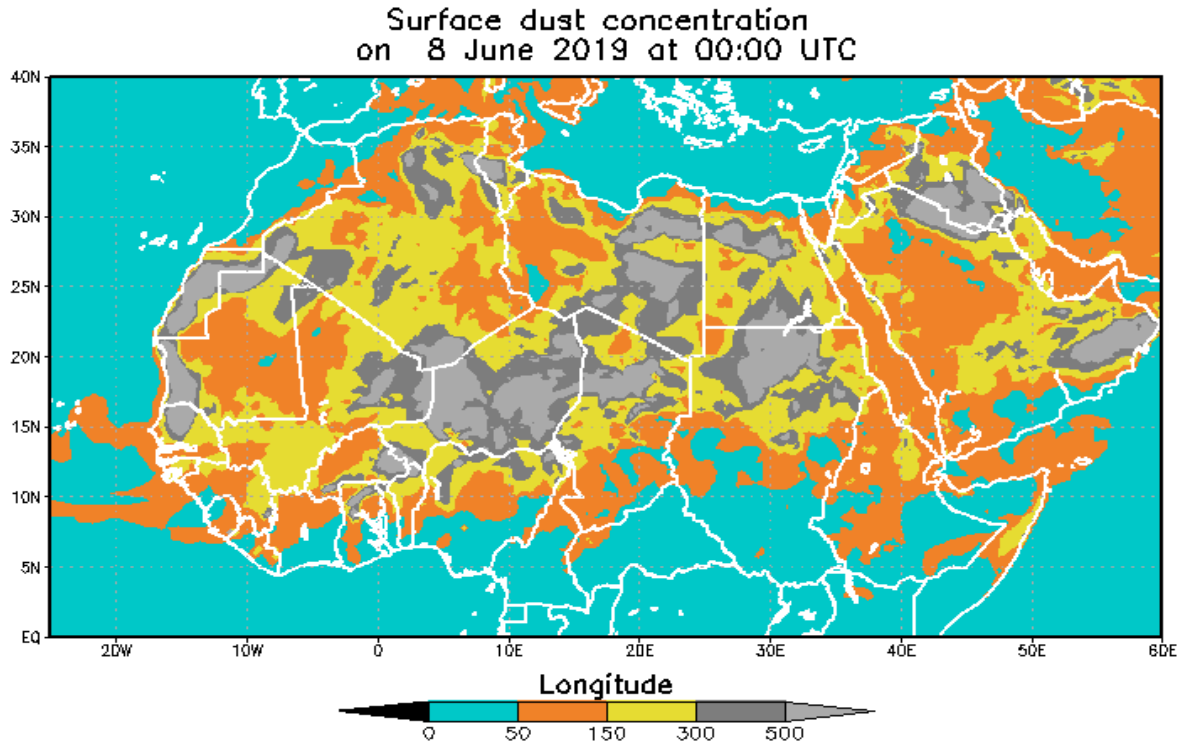 Surface dust concentration
on 8 June 2019 at 00:00 UTC
40N
35N
30N
25N
20N
15N
10N
5N
EQ
20W 10W 0 10E 20E 30E 40E 50E 60E
Longitude
0 50 150 300 500